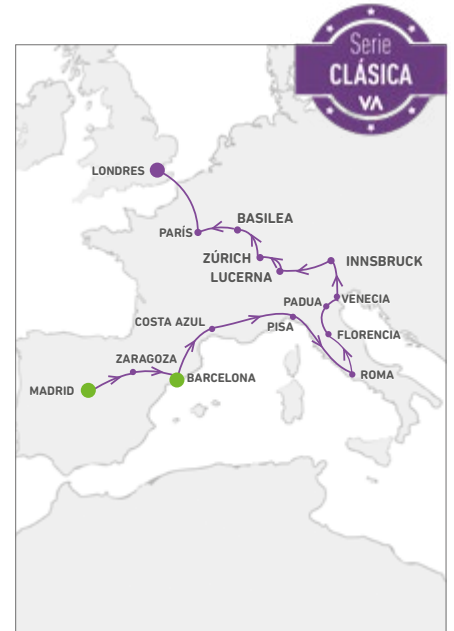 Serie
CLÁSICA
VA
LONDRES
PARÍS
BASILEA
ZÚRICH
LUCERNA
INNSBRUCK
PADUA
VENECIA
COSTA AZUL
PISA
FLORENCIA
ZARAGOZA
BARCELONA
ROMA
MADRID